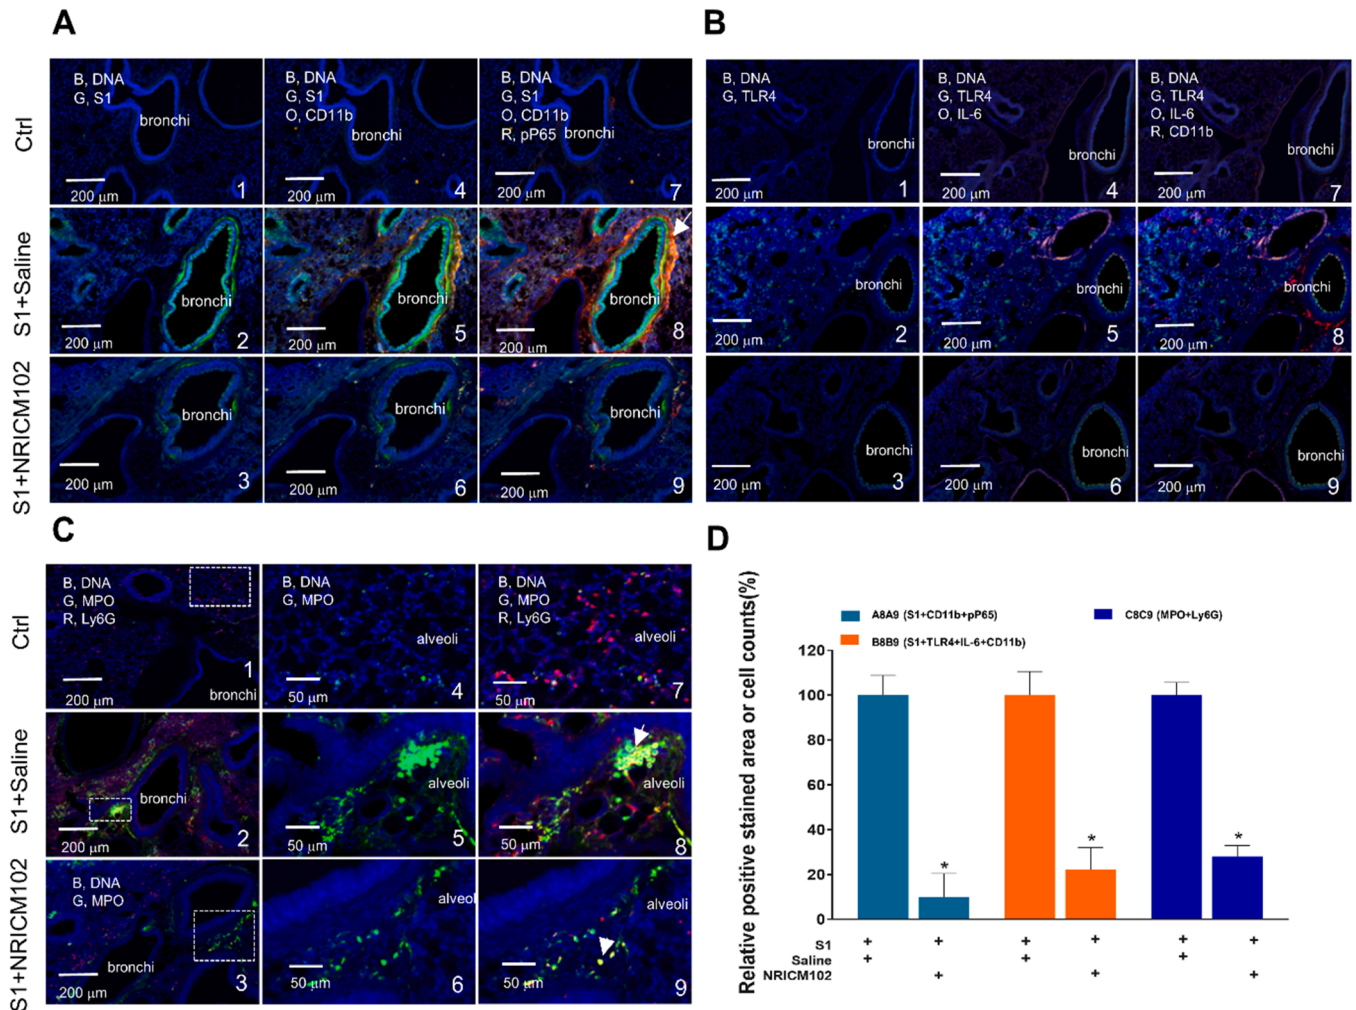 A
Ctrl
B, DNA
G, S1
bronchi
200 µm
1
B, DNA
G, S1
O, CD11b
bronchi
200 µm
4
B, DNA
G, S1
O, CD11b
R, pP65
bronchi
200 µm
7
S1+Saline
bronchi
200 µm
2
bronchi
200 µm
5
bronchi
200 µm
8
S1+NRICM102
bronchi
200 µm
3
bronchi
200 µm
6
bronchi
200 µm
9
B
B, DNA
G, TLR4
bronchi
200 µm
1
B, DNA
G, TLR4
O, IL-6
bronchi
200 µm
4
B, DNA
G, TLR4
O, IL-6
R, CD11b
bronchi
200 µm
7
bronchi
200 µm
2
bronchi
200 µm
5
bronchi
200 µm
8
bronchi
200 µm
3
bronchi
200 µm
6
bronchi
200 µm
9
C
Ctrl
B, DNA
G, MPO
R, Ly6G
1
200 µm
bronchi
B, DNA
G, MPO
alveoli
50 µm
4
B, DNA
G, MPO
R, Ly6G
alveoli
50 µm
7
S1+Saline
bronchi
200 µm
2
alveoli
50 µm
5
alveoli
50 µm
8
S1+NRICM102
B, DNA
G, MPO
bronchi
200 µm
3
alveol
50 µm
6
alveoli
50 µm
9
D
Relative positive stained area or cell counts(%)
A8A9 (S1+CD11b+pP65)
C8C9 (MPO+Ly6G)
B8B9 (S1+TLR4+IL-6+CD11b)
120
100
80
60
40
20
0
* * *
S1 + + + + + +
Saline + + +
NRICM102 + + +